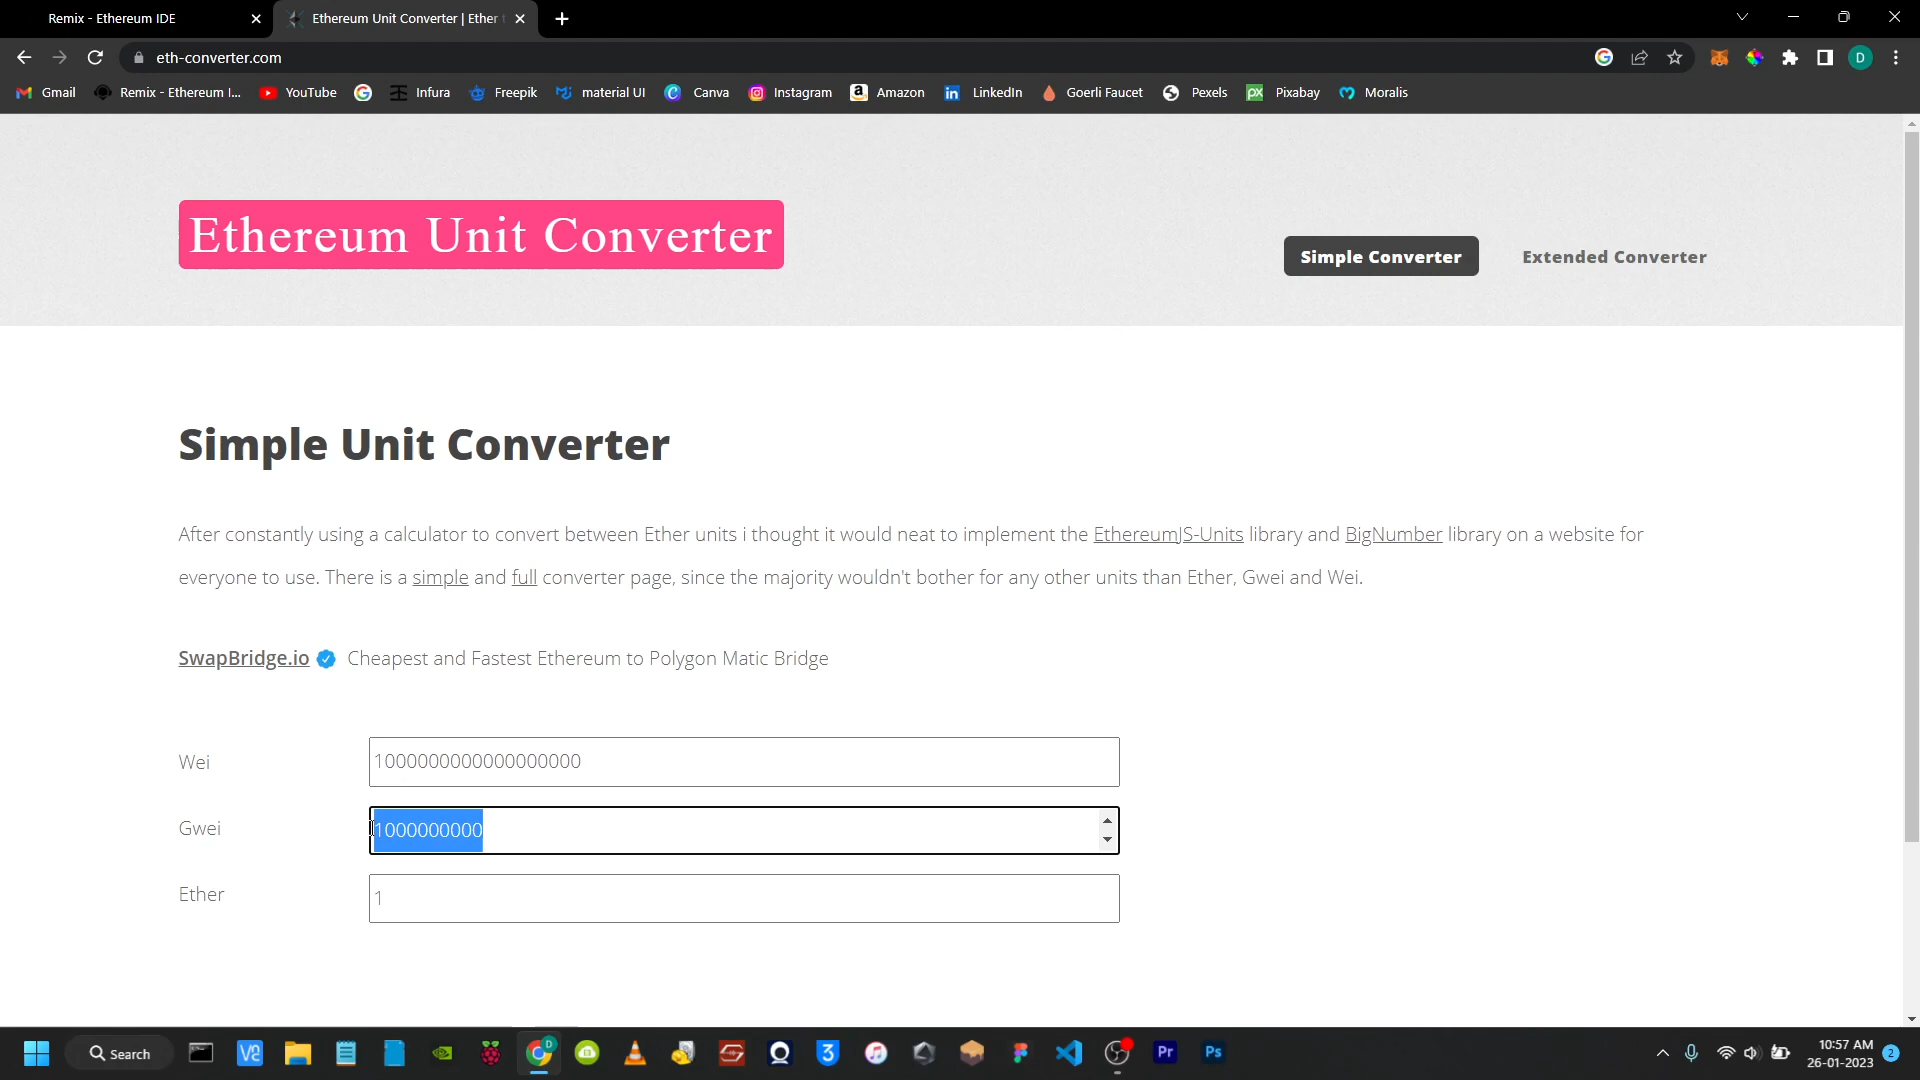 Remix - Ethereum IDE
Ethereum Unit Converter | Ether
eth-converter.com
D
Gmail
Remix - Ethereum I...
YouTube
Infura
Freepik
material UI
Canva
Instagram
Amazon
LinkedIn
Goerli Faucet
Pexels
Pixabay
Moralis
Ethereum Unit Converter
Simple Converter
Extended Converter
Simple Unit Converter
After constantly using a calculator to convert between Ether units i thought it would neat to implement the EthereumJS-Units library and BigNumber library on a website for
everyone to use. There is a simple and full converter page, since the majority wouldn't bother for any other units than Ether, Gwei and Wei.
SwapBridge.io Cheapest and Fastest Ethereum to Polygon Matic Bridge
Wei
1000000000000000000
Gwei
1000000000
Ether
1
Search
Pr
Ps
10:57 AM
26-01-2023
2